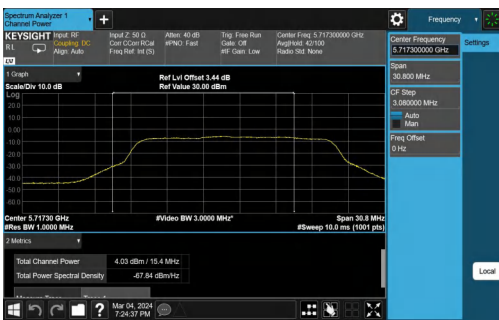 Spectrum Analyzer 1
Channel Power
Frequency
KEYSIGHT
Input: RF
Coupling: DC
Align: Auto
Input Z: 50 Ω
Corr CCorr RCal
Freq Ref: Int (S)
Atten: 40 dB
#PNO: Fast
Trig: Free Run
Gate: Off
#IF Gain: Low
Center Freq: 5.717300000 GHz
Avg|Hold: 42/100
Radio Std: None
RL
Center Frequency
5.717300000 GHz
Settings
Span
30.800 MHz
CF Step
3.080000 MHz
Auto
Man
Freq Offset
0 Hz
Local
1 Graph
Scale/Div 10.0 dB
Ref Lvl Offset 3.44 dB
Ref Value 30.00 dBm
Log
20.0
10.0
0.00
-10.0
-20.0
-30.0
-40.0
-50.0
-60.0
Center 5.71730 GHz
#Res BW 1.0000 MHz
#Video BW 3.0000 MHz*
Span 30.8 MHz
#Sweep 10.0 ms (1001 pts)
2 Metrics
Total Channel Power
4.03 dBm / 15.4 MHz
Total Power Spectral Density
-67.84 dBm/Hz
?
Mar 04, 2024
7:24:37 PM